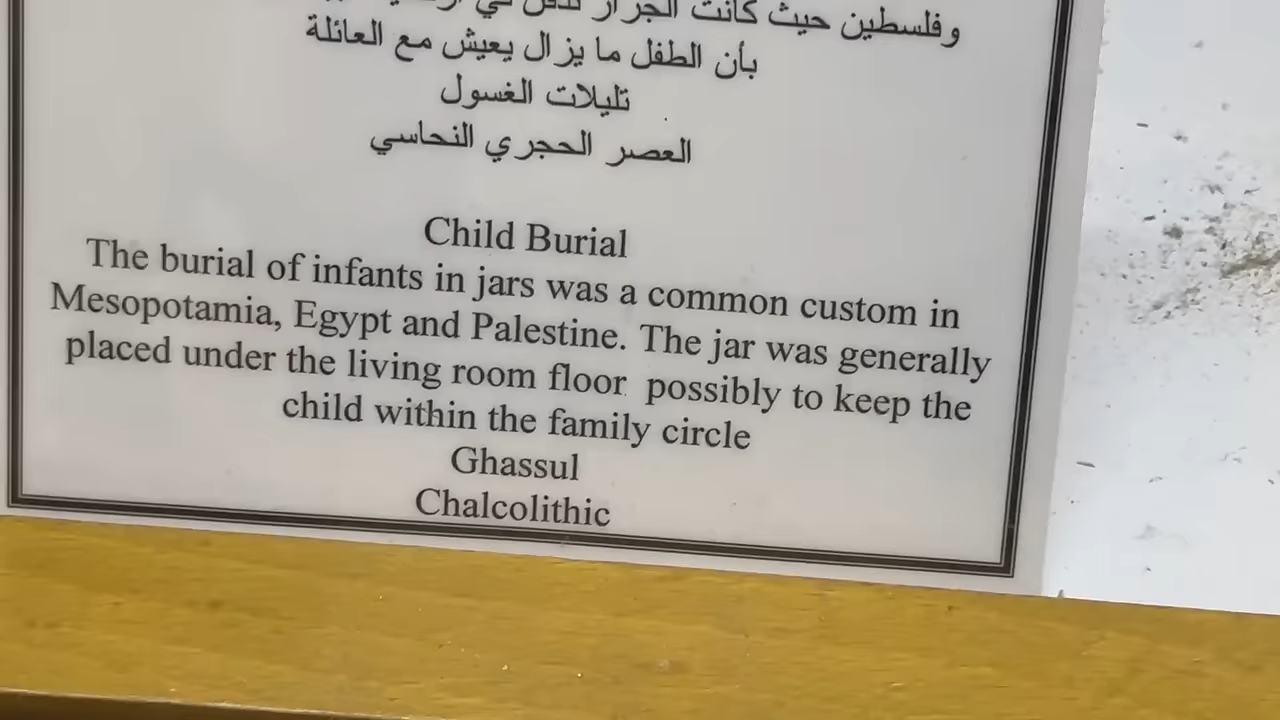 وفلسطين حيث كانت الجرار تدفن في
بأن الطفل ما يزال يعيش مع العائلة
تليلات الغسول
العصر الحجري النحاسي
Child Burial
The burial of infants in jars was a common custom in
Mesopotamia, Egypt and Palestine. The jar was generally
placed under the living room floor possibly to keep the
child within the family circle
Ghassul
Chalcolithic